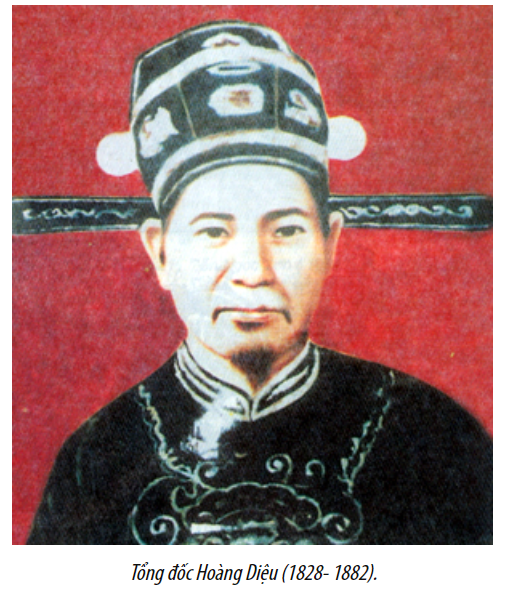 Tổng đốc Hoàng Diệu (1828- 1882).